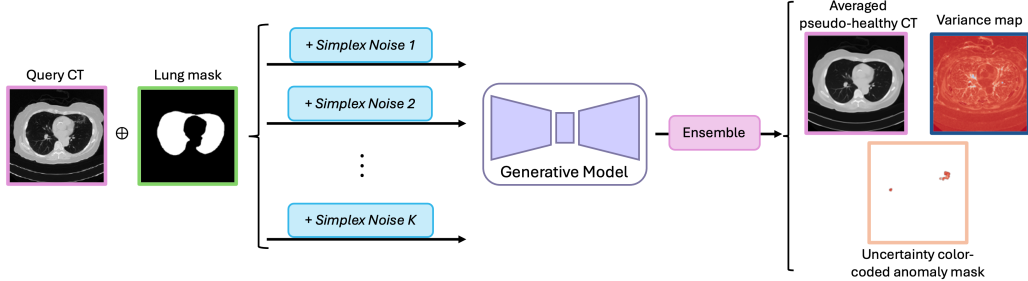 Query CT
Lung mask
+ Simplex Noise 1
+ Simplex Noise 2
+ Simplex Noise K
Generative Model
Ensemble
Averaged
pseudo-healthy CT
Variance map
Uncertainty color-
coded anomaly mask